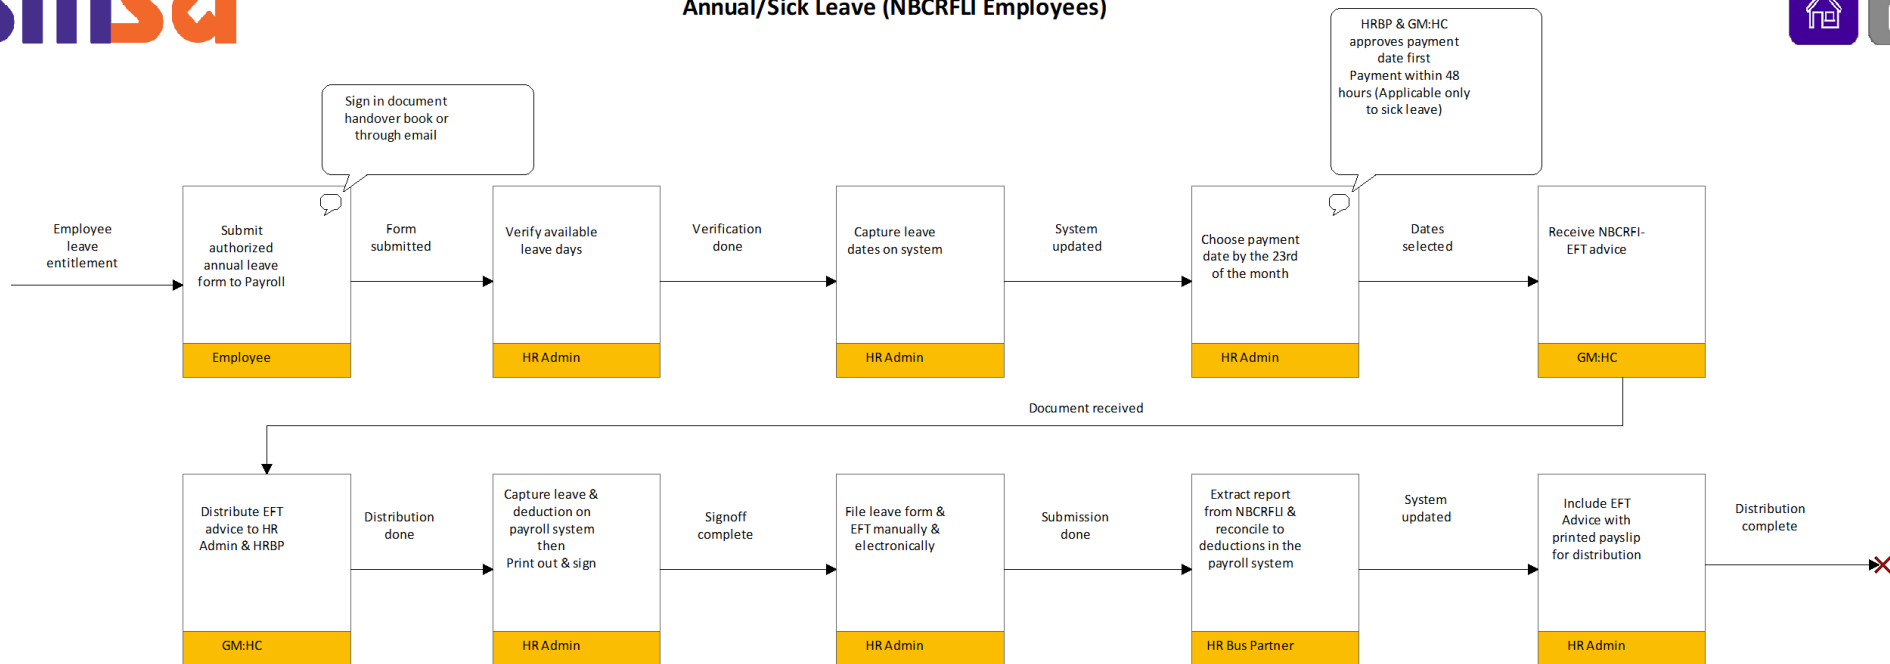 Annual/Sick Leave (NBCRFLI Employees)
HRBP & GM:HC
approves payment
date first
Payment within 48
hours (Applicable only
to sick leave)
Sign in document
handover book or
through email
Employee
leave
entitlement
Submit
authorized
annual leave
form to Payroll
Employee
Form
submitted
Verify available
leave days
HR Admin
Verification
done
Capture leave
dates on system
HR Admin
System
updated
Choose payment
date by the 23rd
of the month
HR Admin
Dates
selected
Receive NBCRFI-
EFT advice
GM:HC
Document received
Distribute EFT
advice to HR
Admin & HRBP
GM:HC
Distribution
done
Capture leave &
deduction on
payroll system
then
Print out & sign
HR Admin
Signoff
complete
File leave form &
EFT manually &
electronically
HR Admin
Submission
done
Extract report
from NBCRFLI &
reconcile to
deductions in the
payroll system
HR Bus Partner
System
updated
Include EFT
Advice with
printed payslip
for distribution
HR Admin
Distribution
complete